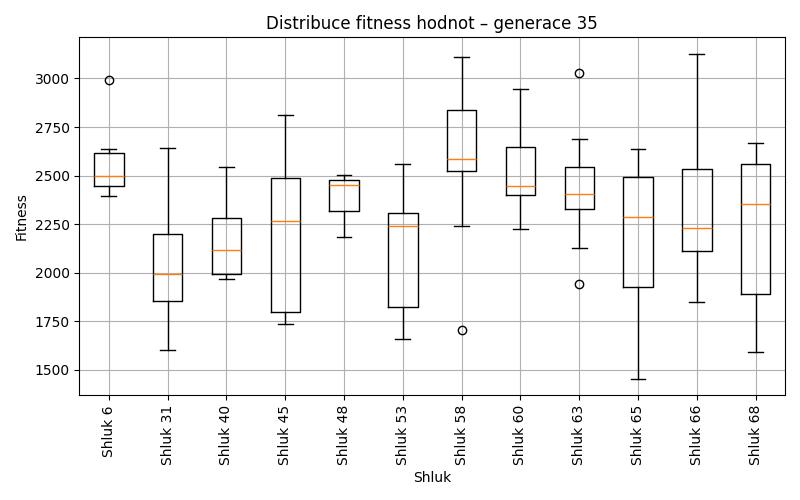 Distribuce fitness hodnot – generace 35
Fitness
3000
2750
2500
2250
2000
1750
1500
Shluk 6
Shluk 31
Shluk 40
Shluk 45
Shluk 48
Shluk 53
Shluk 58
Shluk 60
Shluk 63
Shluk 65
Shluk 66
Shluk 68
Shluk